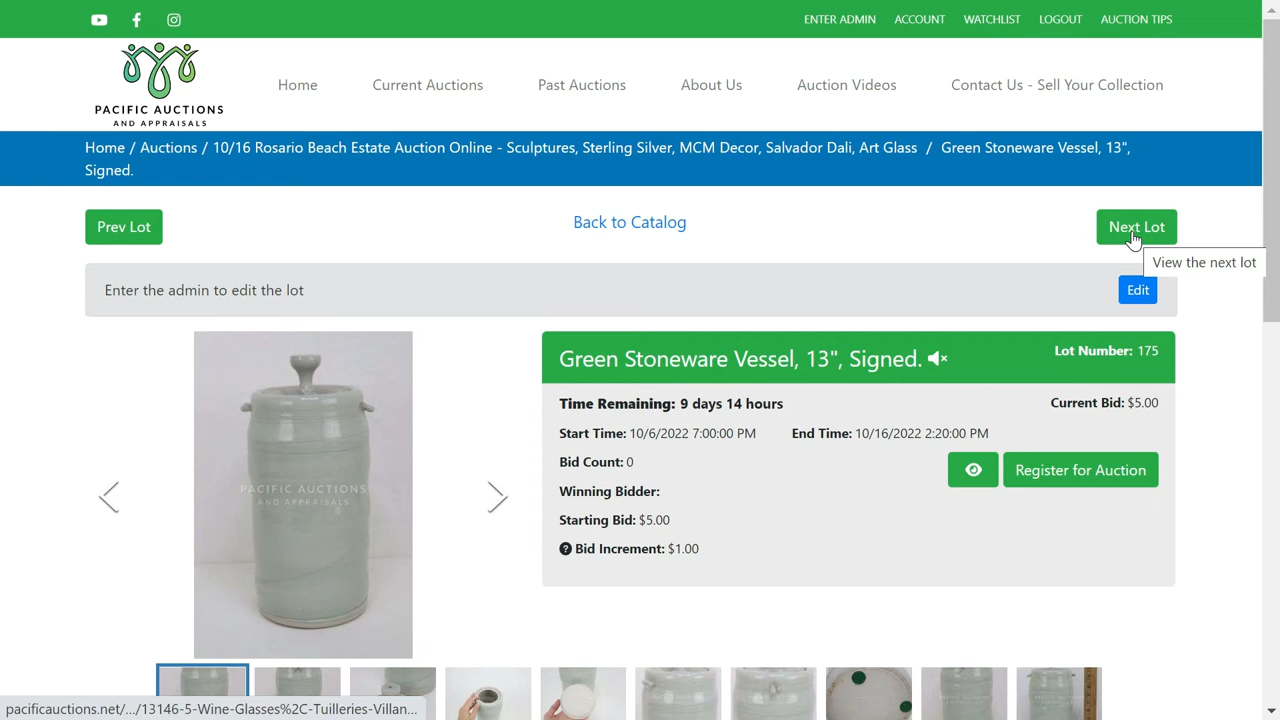 ENTER ADMIN ACCOUNT WATCHLIST LOGOUT AUCTION TIPS
PACIFIC AUCTIONS
AND APPRAISALS
Home Current Auctions Past Auctions About Us Auction Videos Contact Us - Sell Your Collection
Home / Auctions / 10/16 Rosario Beach Estate Auction Online - Sculptures, Sterling Silver, MCM Decor, Salvador Dali, Art Glass / Green Stoneware Vessel, 13",
Signed.
Prev Lot Back to Catalog Next Lot
View the next lot
Enter the admin to edit the lot Edit
Green Stoneware Vessel, 13", Signed. Lot Number: 175
Time Remaining: 9 days 14 hours Current Bid: $5.00
Start Time: 10/6/2022 7:00:00 PM End Time: 10/16/2022 2:20:00 PM
Bid Count: 0
Register for Auction
Winning Bidder:
Starting Bid: $5.00
Bid Increment: $1.00
PACIFIC AUCTIONS
AND APPRAISALS
pacificauctions.net/.../13146-5-Wine-Glasses%2C-Tuilleries-Villan...